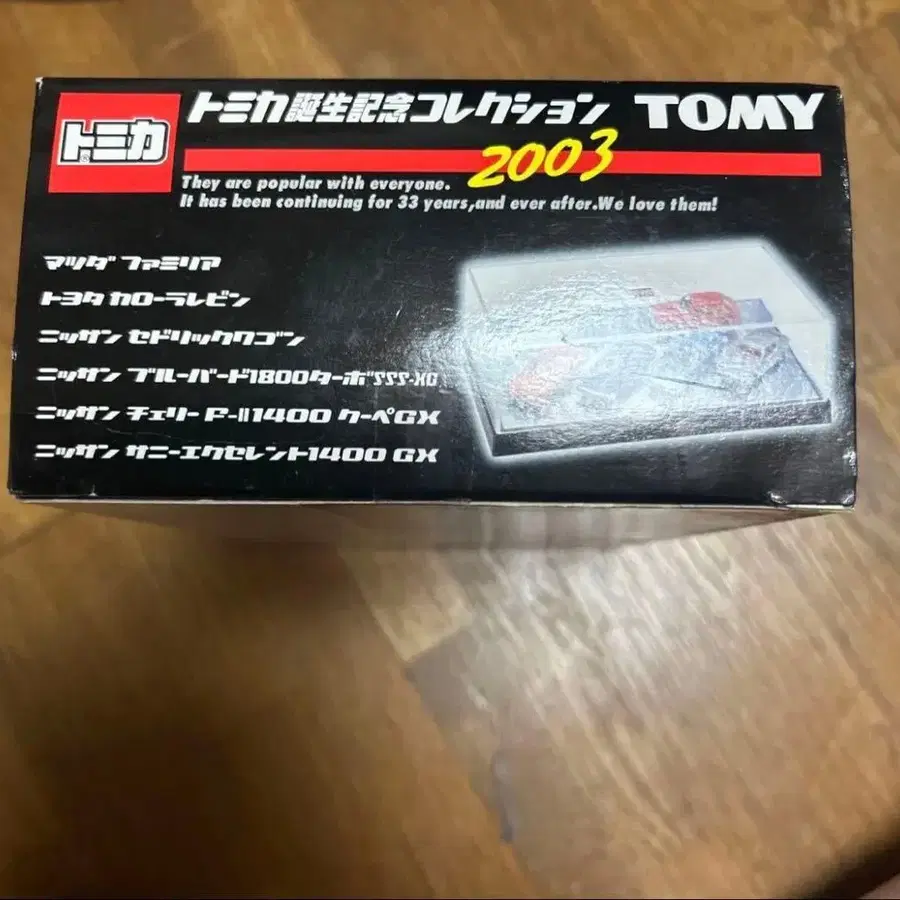 トミカ
トミカ誕生記念コレクション TOMY
2003
They are popular with everyone.
It has been continuing for 33 years,and ever after.We love them!
マツダ ファミリア
トヨタ カローラレビン
ニッサン セドリックワゴン
ニッサン ブルーバード1800ターボ"SSS-XG
ニッサン チェリー F-II1400 クーペGX
ニッサン サニーエクセレント1400 GX